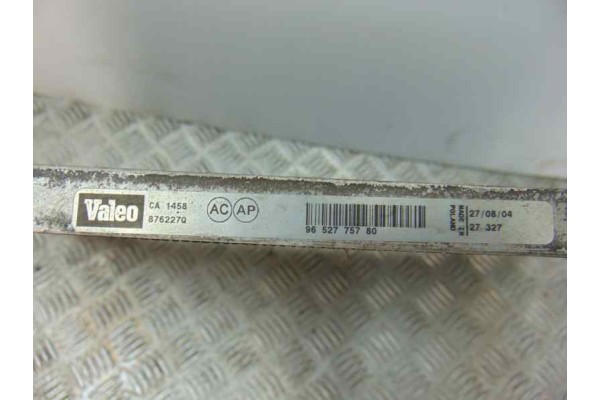 Valeo
CA 1458
876227Q
AC AP
96 527 757 80
MADE IN
POLAND
27/08/04
27 327